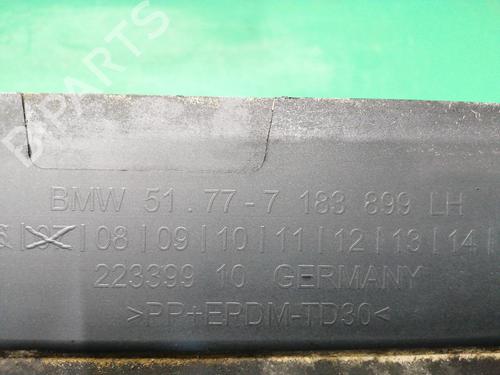 BMW 51.77-7 183 899 LH
|08|09|10|11|12|13|14|
223399 10 GERMANY
>PP+EPDM-TD30<